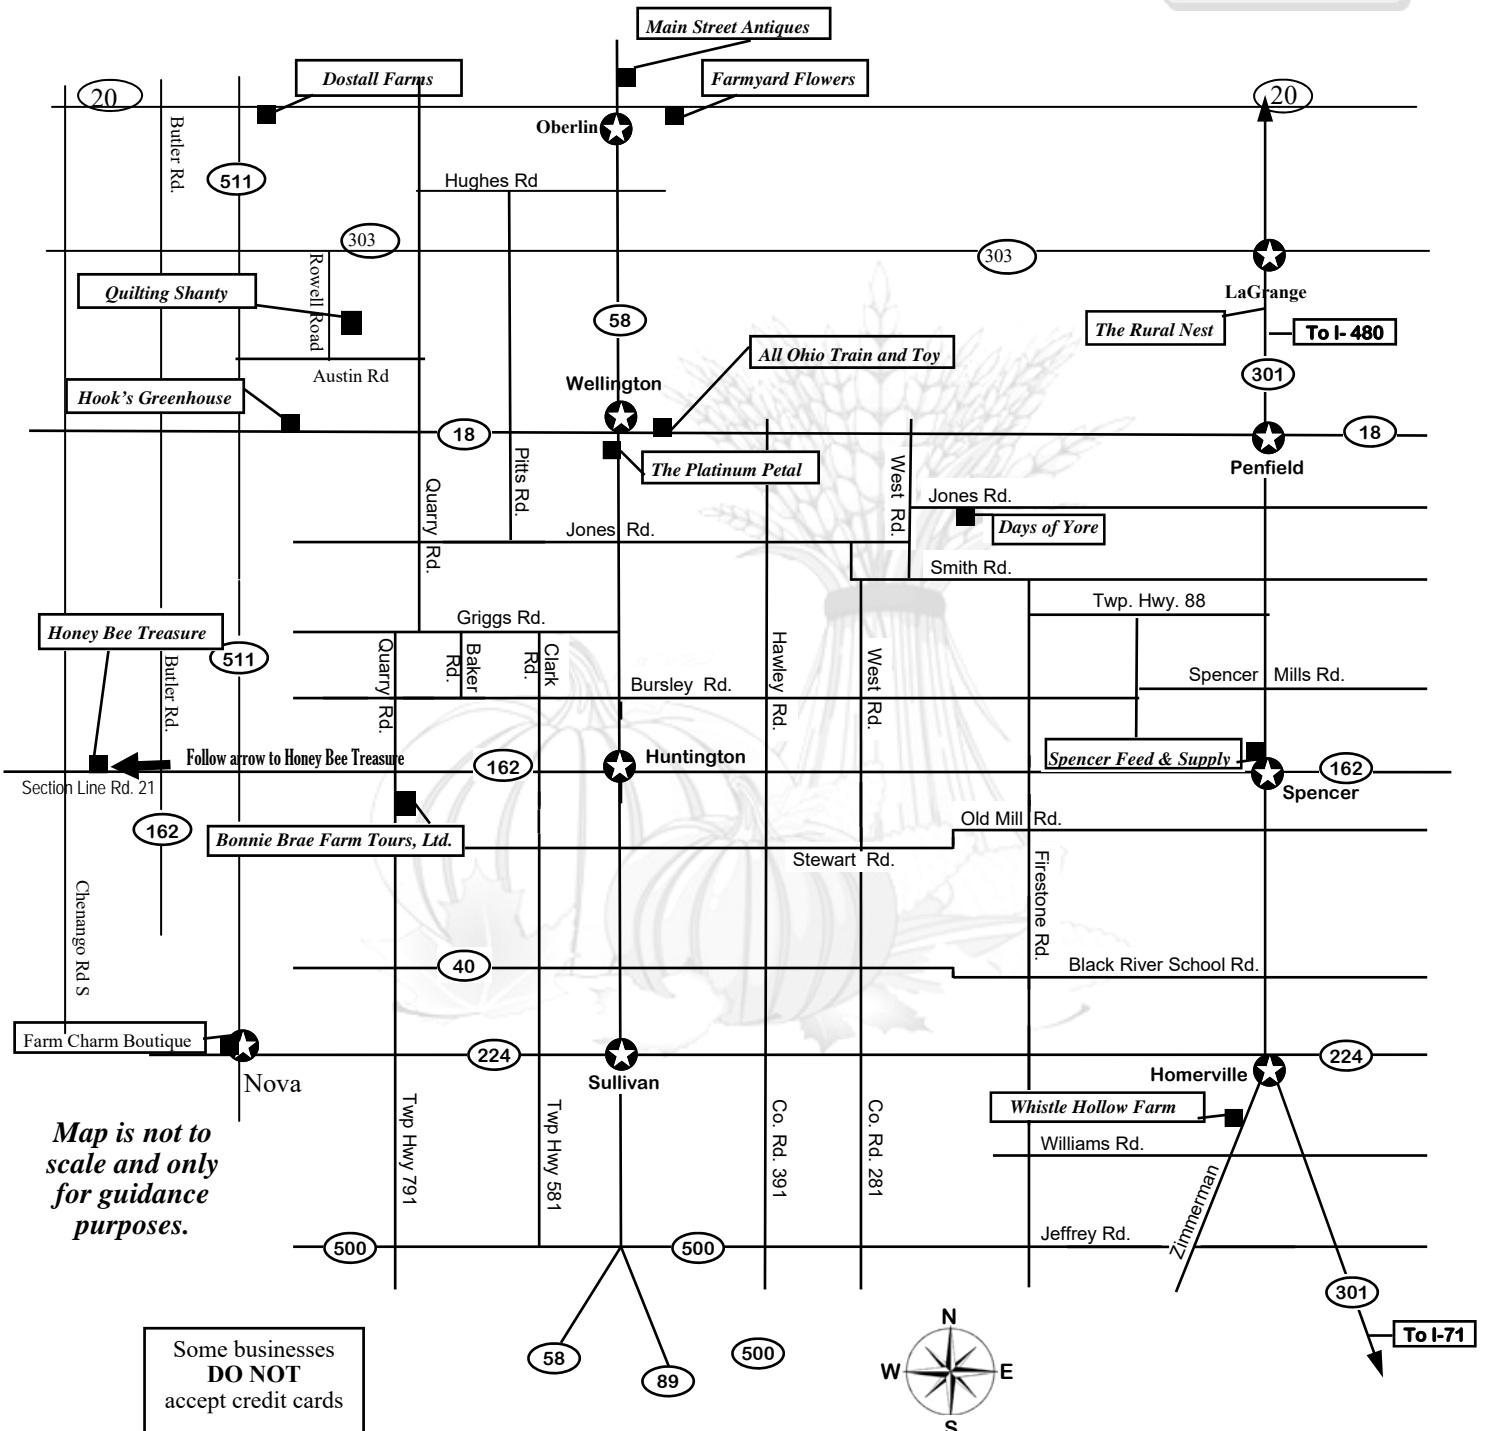 Main Street Antiques
Dostall Farms
Farmyard Flowers
20
20
Butler Rd.
Oberlin
511
Hughes Rd
303
303
Rowell Road
Quilting Shanty
LaGrange
58
The Rural Nest
To I- 480
All Ohio Train and Toy
Austin Rd
Wellington
301
Hook's Greenhouse
18
18
The Platinum Petal
Penfield
Pitts Rd.
West Rd.
Quarry Rd.
Jones Rd.
Jones Rd.
Days of Yore
Smith Rd.
Twp. Hwy. 88
Griggs Rd.
Honey Bee Treasure
511
Butler Rd.
Quarry Rd.
Baker Rd.
Clark Rd.
Hawley Rd.
West Rd.
Bursley Rd.
Spencer Mills Rd.
Follow arrow to Honey Bee Treasure
162
Huntington
Spencer Feed & Supply
162
Section Line Rd. 21
Spencer
162
Old Mill Rd.
Bonnie Brae Farm Tours, Ltd.
Stewart Rd.
Firestone Rd.
Chenango Rd S
40
Black River School Rd.
Farm Charm Boutique
224
224
Nova
Sullivan
Homerville
Whistle Hollow Farm
Twp Hwy 791
Twp Hwy 581
Co. Rd. 391
Co. Rd. 281
Williams Rd.
Map is not to
scale and only
for guidance
purposes.
Zimmerman
500
500
Jeffrey Rd.
301
To I-71
Some businesses
DO NOT
accept credit cards
58
89
500
N
W
E
S